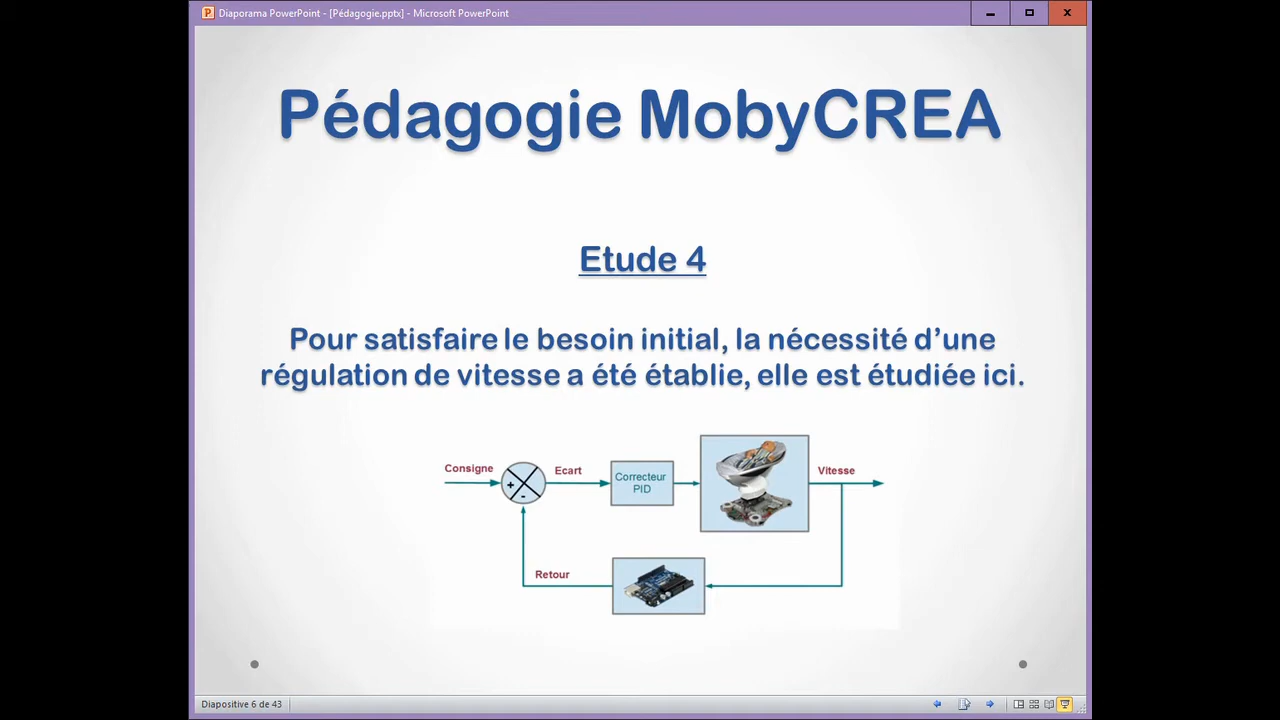 Diaporama PowerPoint - [Pédagogie.pptx] - Microsoft PowerPoint
Pédagogie MobyCREA
Etude 4
Pour satisfaire le besoin initial, la nécessité d’une
régulation de vitesse a été établie, elle est étudiée ici.
Consigne
Ecart
Correcteur
PID
Vitesse
+
-
Retour
Diapositive 6 de 43